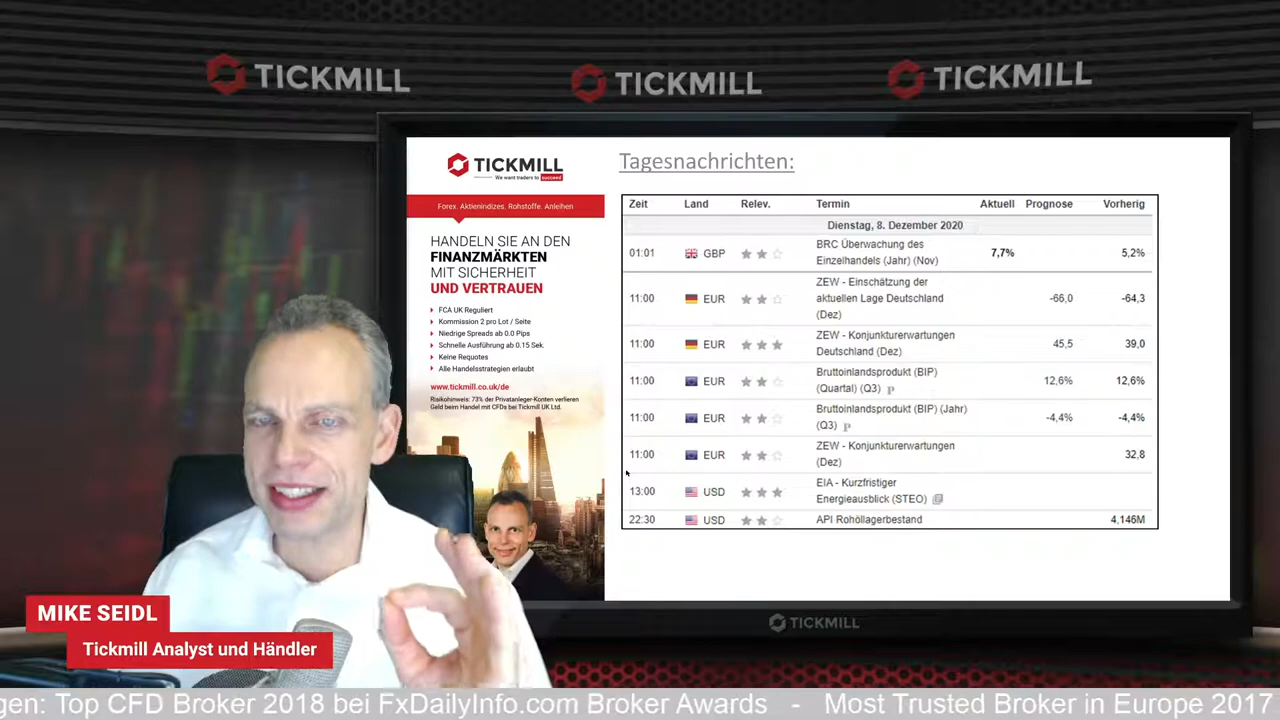 TICKMILL
TICKMILL
TICKMILL
TICKMILL
We want traders to succeed
Forex. Aktienindizes. Rohstoffe. Anleihen
HANDELN SIE AN DEN
FINANZMÄRKTEN
MIT SICHERHEIT
UND VERTRAUEN
FCA UK Reguliert
Kommission 2 pro Lot / Seite
Niedrige Spreads ab 0.0 Pips
Schnelle Ausführung ab 0.15 Sek.
Keine Requotes
Alle Handelsstrategien erlaubt
www.tickmill.co.uk/de
Risikohinweis: 73% der Privatanleger-Konten verlieren
Geld beim Handel mit CFDs bei Tickmill UK Ltd.
Tagesnachrichten:
Zeit Land Relev. Termin Aktuell Prognose Vorherig
Dienstag, 8. Dezember 2020
01:01 GBP BRC Überwachung des
Einzelhandels (Jahr) (Nov) 7,7% 5,2%
11:00 EUR ZEW - Einschätzung der
aktuellen Lage Deutschland
(Dez) -66,0 -64,3
11:00 EUR ZEW - Konjunkturerwartungen
Deutschland (Dez) 45,5 39,0
11:00 EUR Bruttoinlandsprodukt (BIP)
(Quartal) (Q3) P 12,6% 12,6%
11:00 EUR Bruttoinlandsprodukt (BIP) (Jahr)
(Q3) P -4,4% -4,4%
11:00 EUR ZEW - Konjunkturerwartungen
(Dez) 32,8
13:00 USD EIA - Kurzfristiger
Energieausblick (STEO)
22:30 USD API Rohöllagerbestand 4,146M
TICKMILL
MIKE SEIDL
Tickmill Analyst und Händler
gen: Top CFD Broker 2018 bei FxDailyInfo.com Broker Awards - Most Trusted Broker in Europe 2017